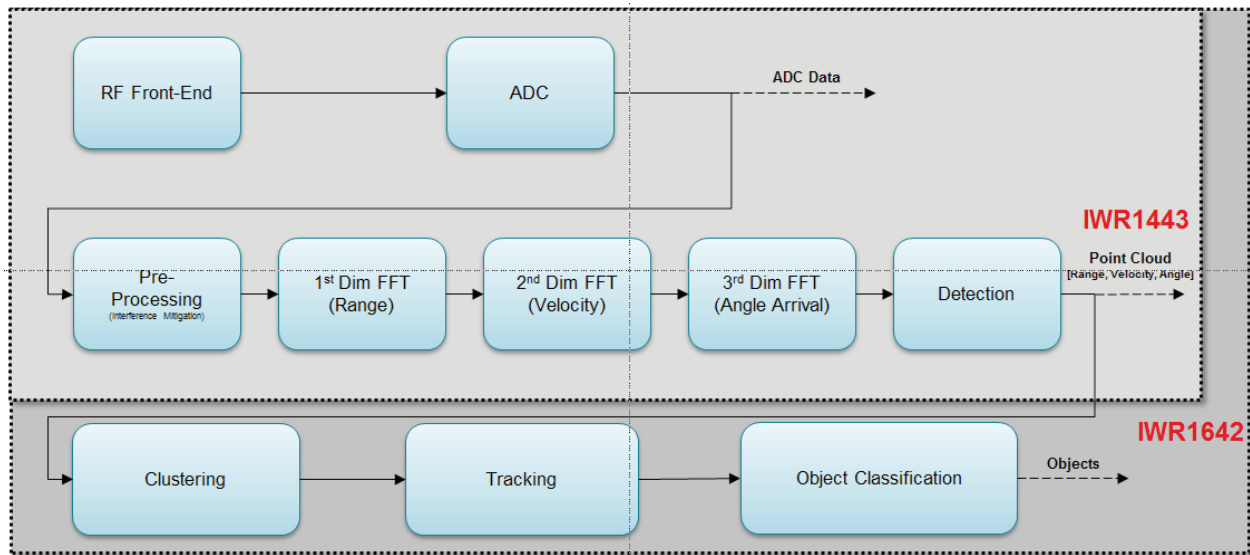 RF Front-End
ADC
ADC Data
IWR1443
Pre-
Processing
(Interference Mitigation)
1st Dim FFT
(Range)
2nd Dim FFT
(Velocity)
3rd Dim FFT
(Angle Arrival)
Detection
Point Cloud
[Range, Velocity, Angle]
IWR1642
Clustering
Tracking
Object Classification
Objects